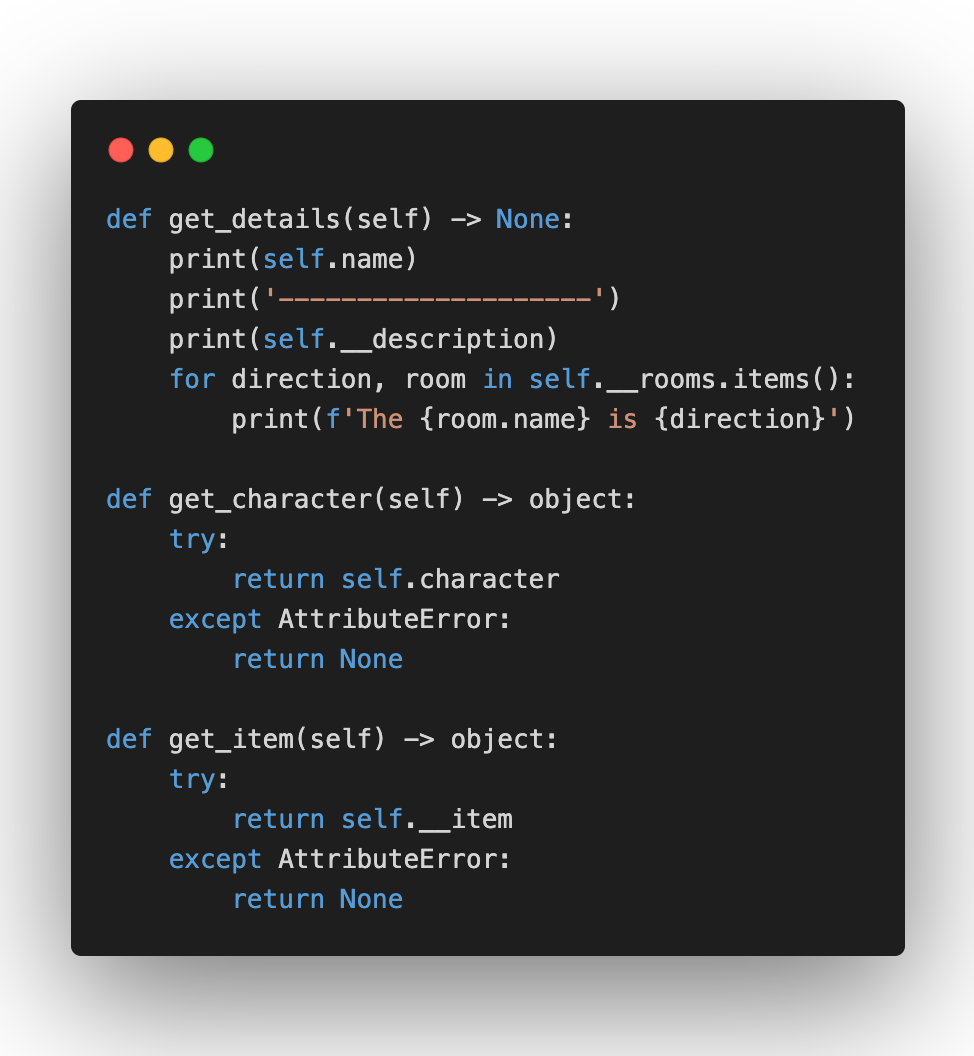 def get_details(self) -> None:
    print(self.name)
    print('--------------------')
    print(self.__description)
    for direction, room in self.__rooms.items():
        print(f'The {room.name} is {direction}')

def get_character(self) -> object:
    try:
        return self.character
    except AttributeError:
        return None

def get_item(self) -> object:
    try:
        return self.__item
    except AttributeError:
        return None